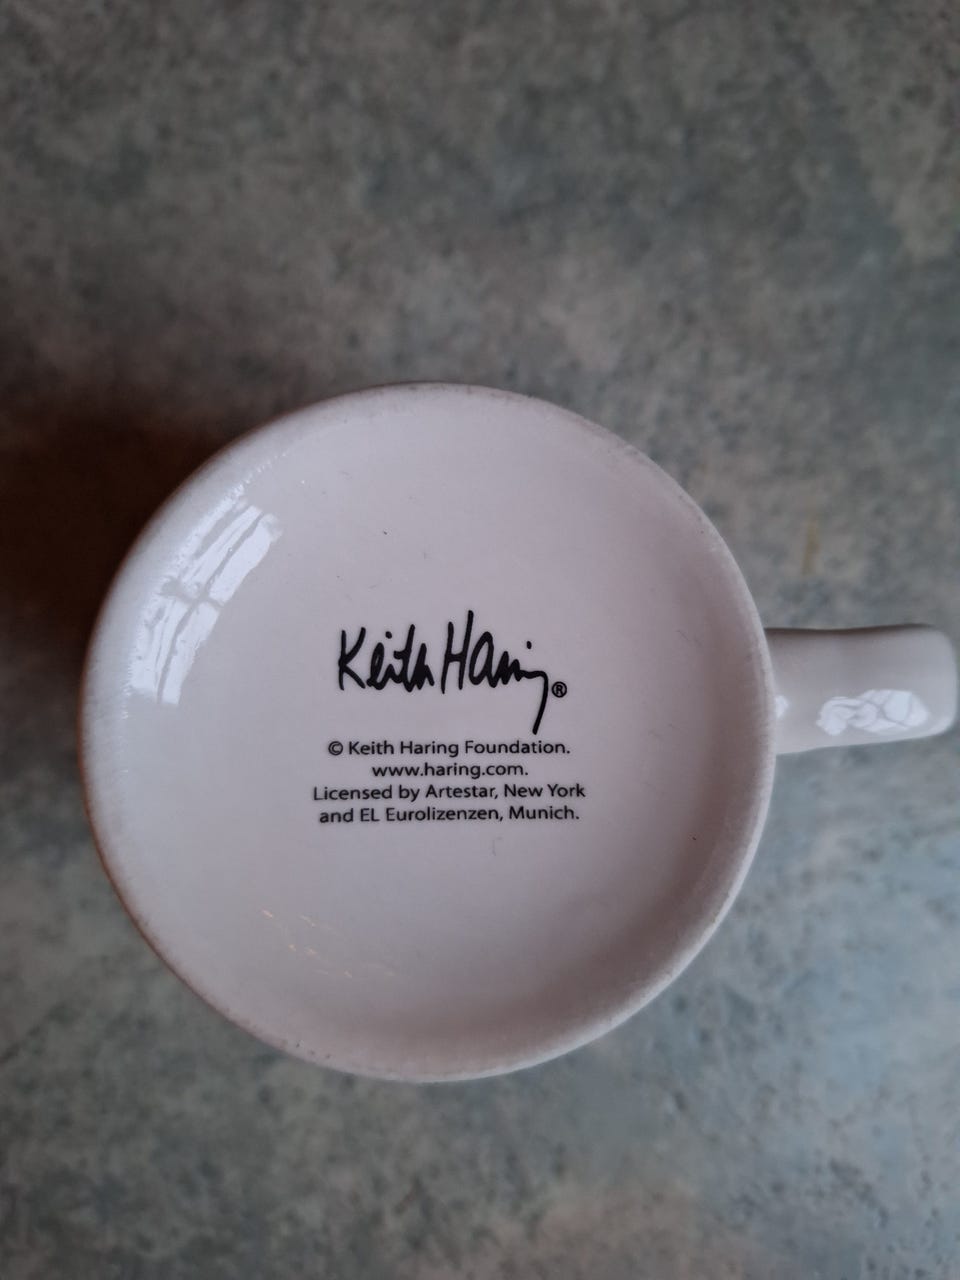 Keith Haring®
© Keith Haring Foundation.
www.haring.com.
Licensed by Artestar, New York
and EL Eurolizenzen, Munich.